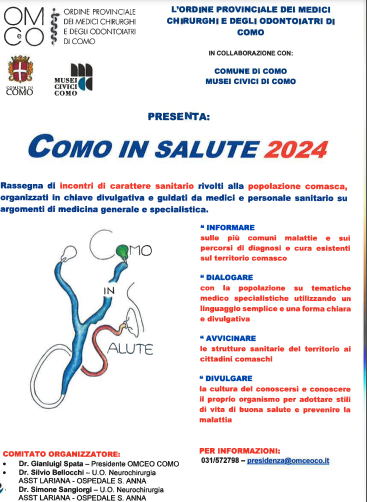 OM
CEO
ORDINE PROVINCIALE
DEI MEDICI CHIRURGHI
E DEGLI ODONTOIATRI
DI COMO
COMUNE DI
COMO
MUSEI
CIVICI
COMO
L'ORDINE PROVINCIALE DEI MEDICI
CHIRURGHI E DEGLI ODONTOIATRI DI
COMO
IN COLLABORAZIONE CON:
COMUNE DI COMO
MUSEI CIVICI DI COMO
PRESENTA:
COMO IN SALUTE 2024
Rassegna di incontri di carattere sanitario rivolti alla popolazione comasca,
organizzati in chiave divulgativa e guidati da medici e personale sanitario su
argomenti di medicina generale e specialistica.
COMO
IN
SALUTE
" INFORMARE
sulle più comuni malattie e sui
percorsi di diagnosi e cura esistenti
sul territorio comasco
" DIALOGARE
con la popolazione su tematiche
medico specialistiche utilizzando un
linguaggio semplice e una forma chiara
e divulgativa
" AVVICINARE
le strutture sanitarie del territorio ai
cittadini comaschi
" DIVULGARE
la cultura del conoscersi e conoscere
il proprio organismo per adottare stili
di vita di buona salute e prevenire la
malattia
COMITATO ORGANIZZATORE:
• Dr. Gianluigi Spata – Presidente OMCEO COMO
• Dr. Silvio Bellocchi – U.O. Neurochirurgia
ASST LARIANA - OSPEDALE S. ANNA
• Dr. Simone Sangiorgi – U.O. Neurochirurgia
ASST LARIANA - OSPEDALE S. ANNA
PER INFORMAZIONI:
031/572798 – presidenza@omceoco.it